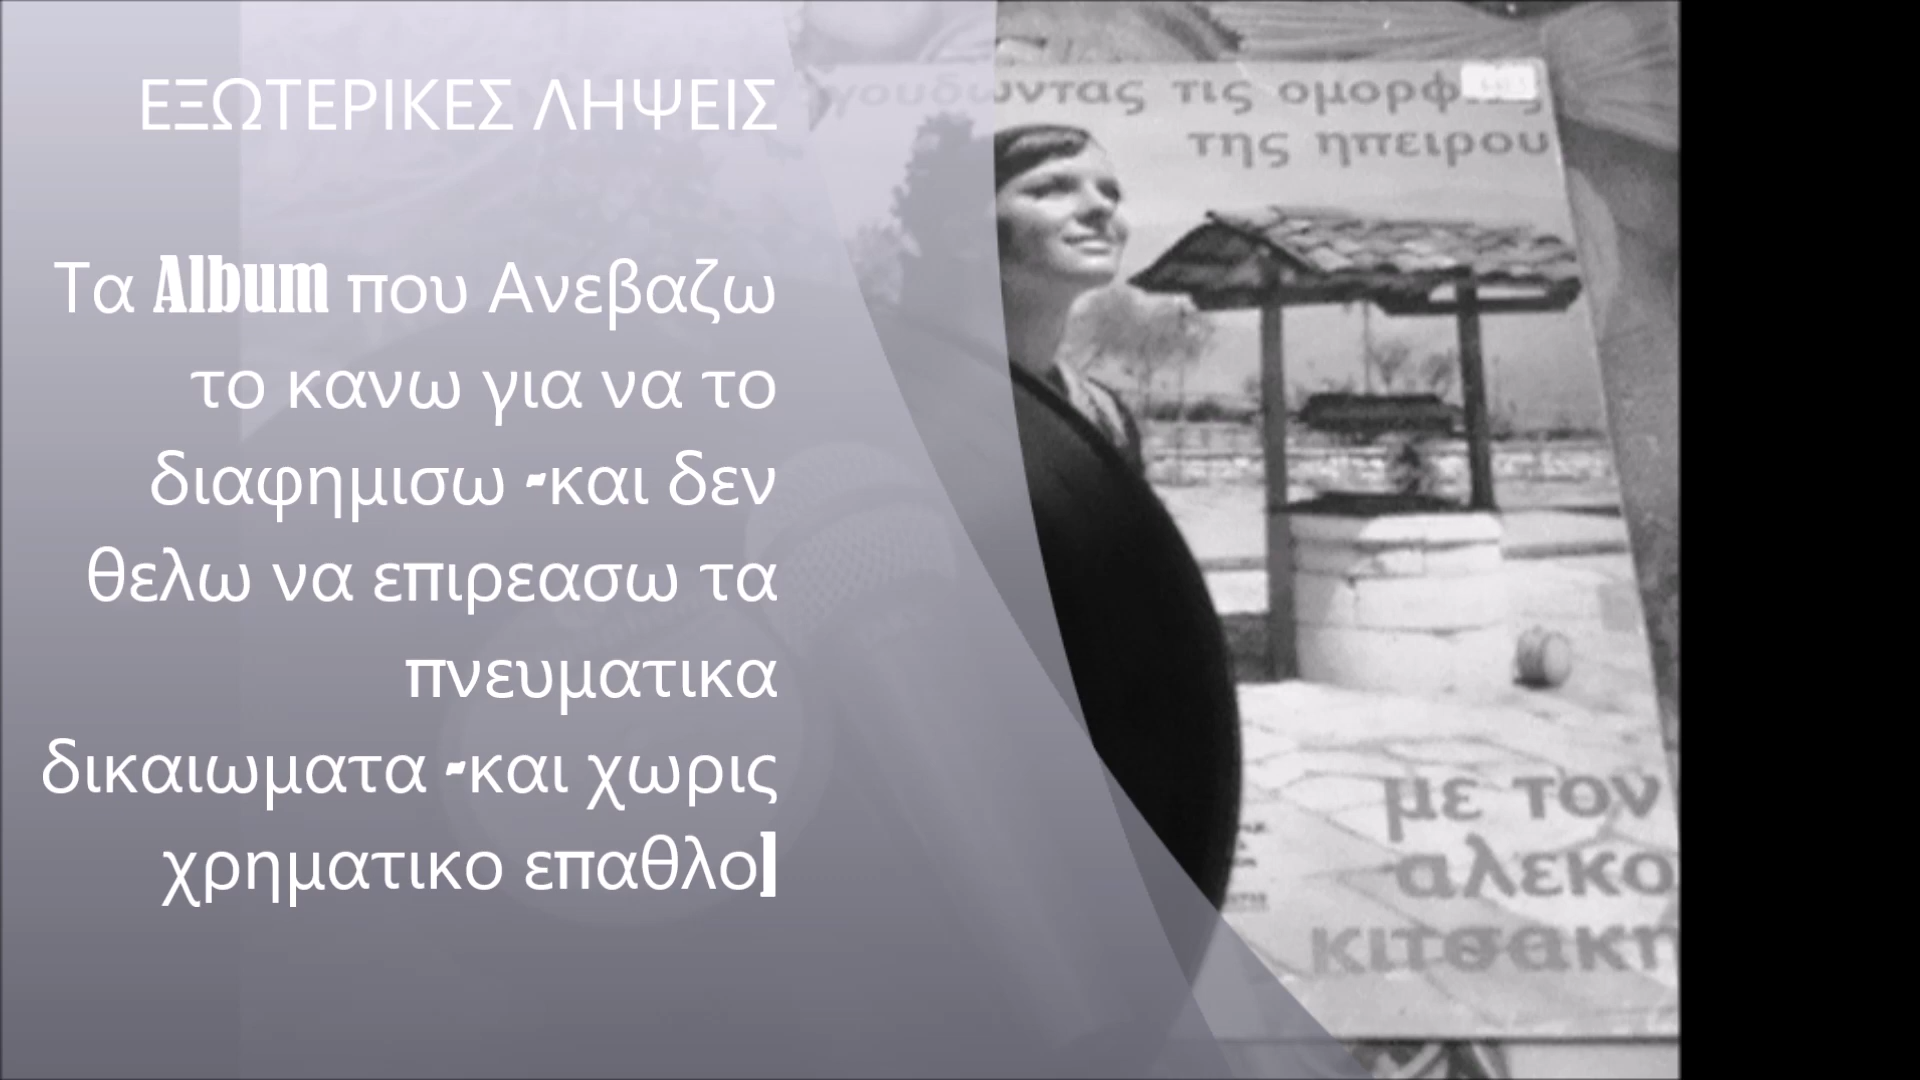 ΕΞΩΤΕΡΙΚΕΣ ΛΗΨΕΙΣ
Τα Album που Ανεβαζω
το κανω για να το
διαφημισω -και δεν
θελω να επιρεασω τα
πνευματικα
δικαιωματα -και χωρις
χρηματικο επαθλο]
τις
της ηπειρου
με τον
αλεκο
κιτσακη